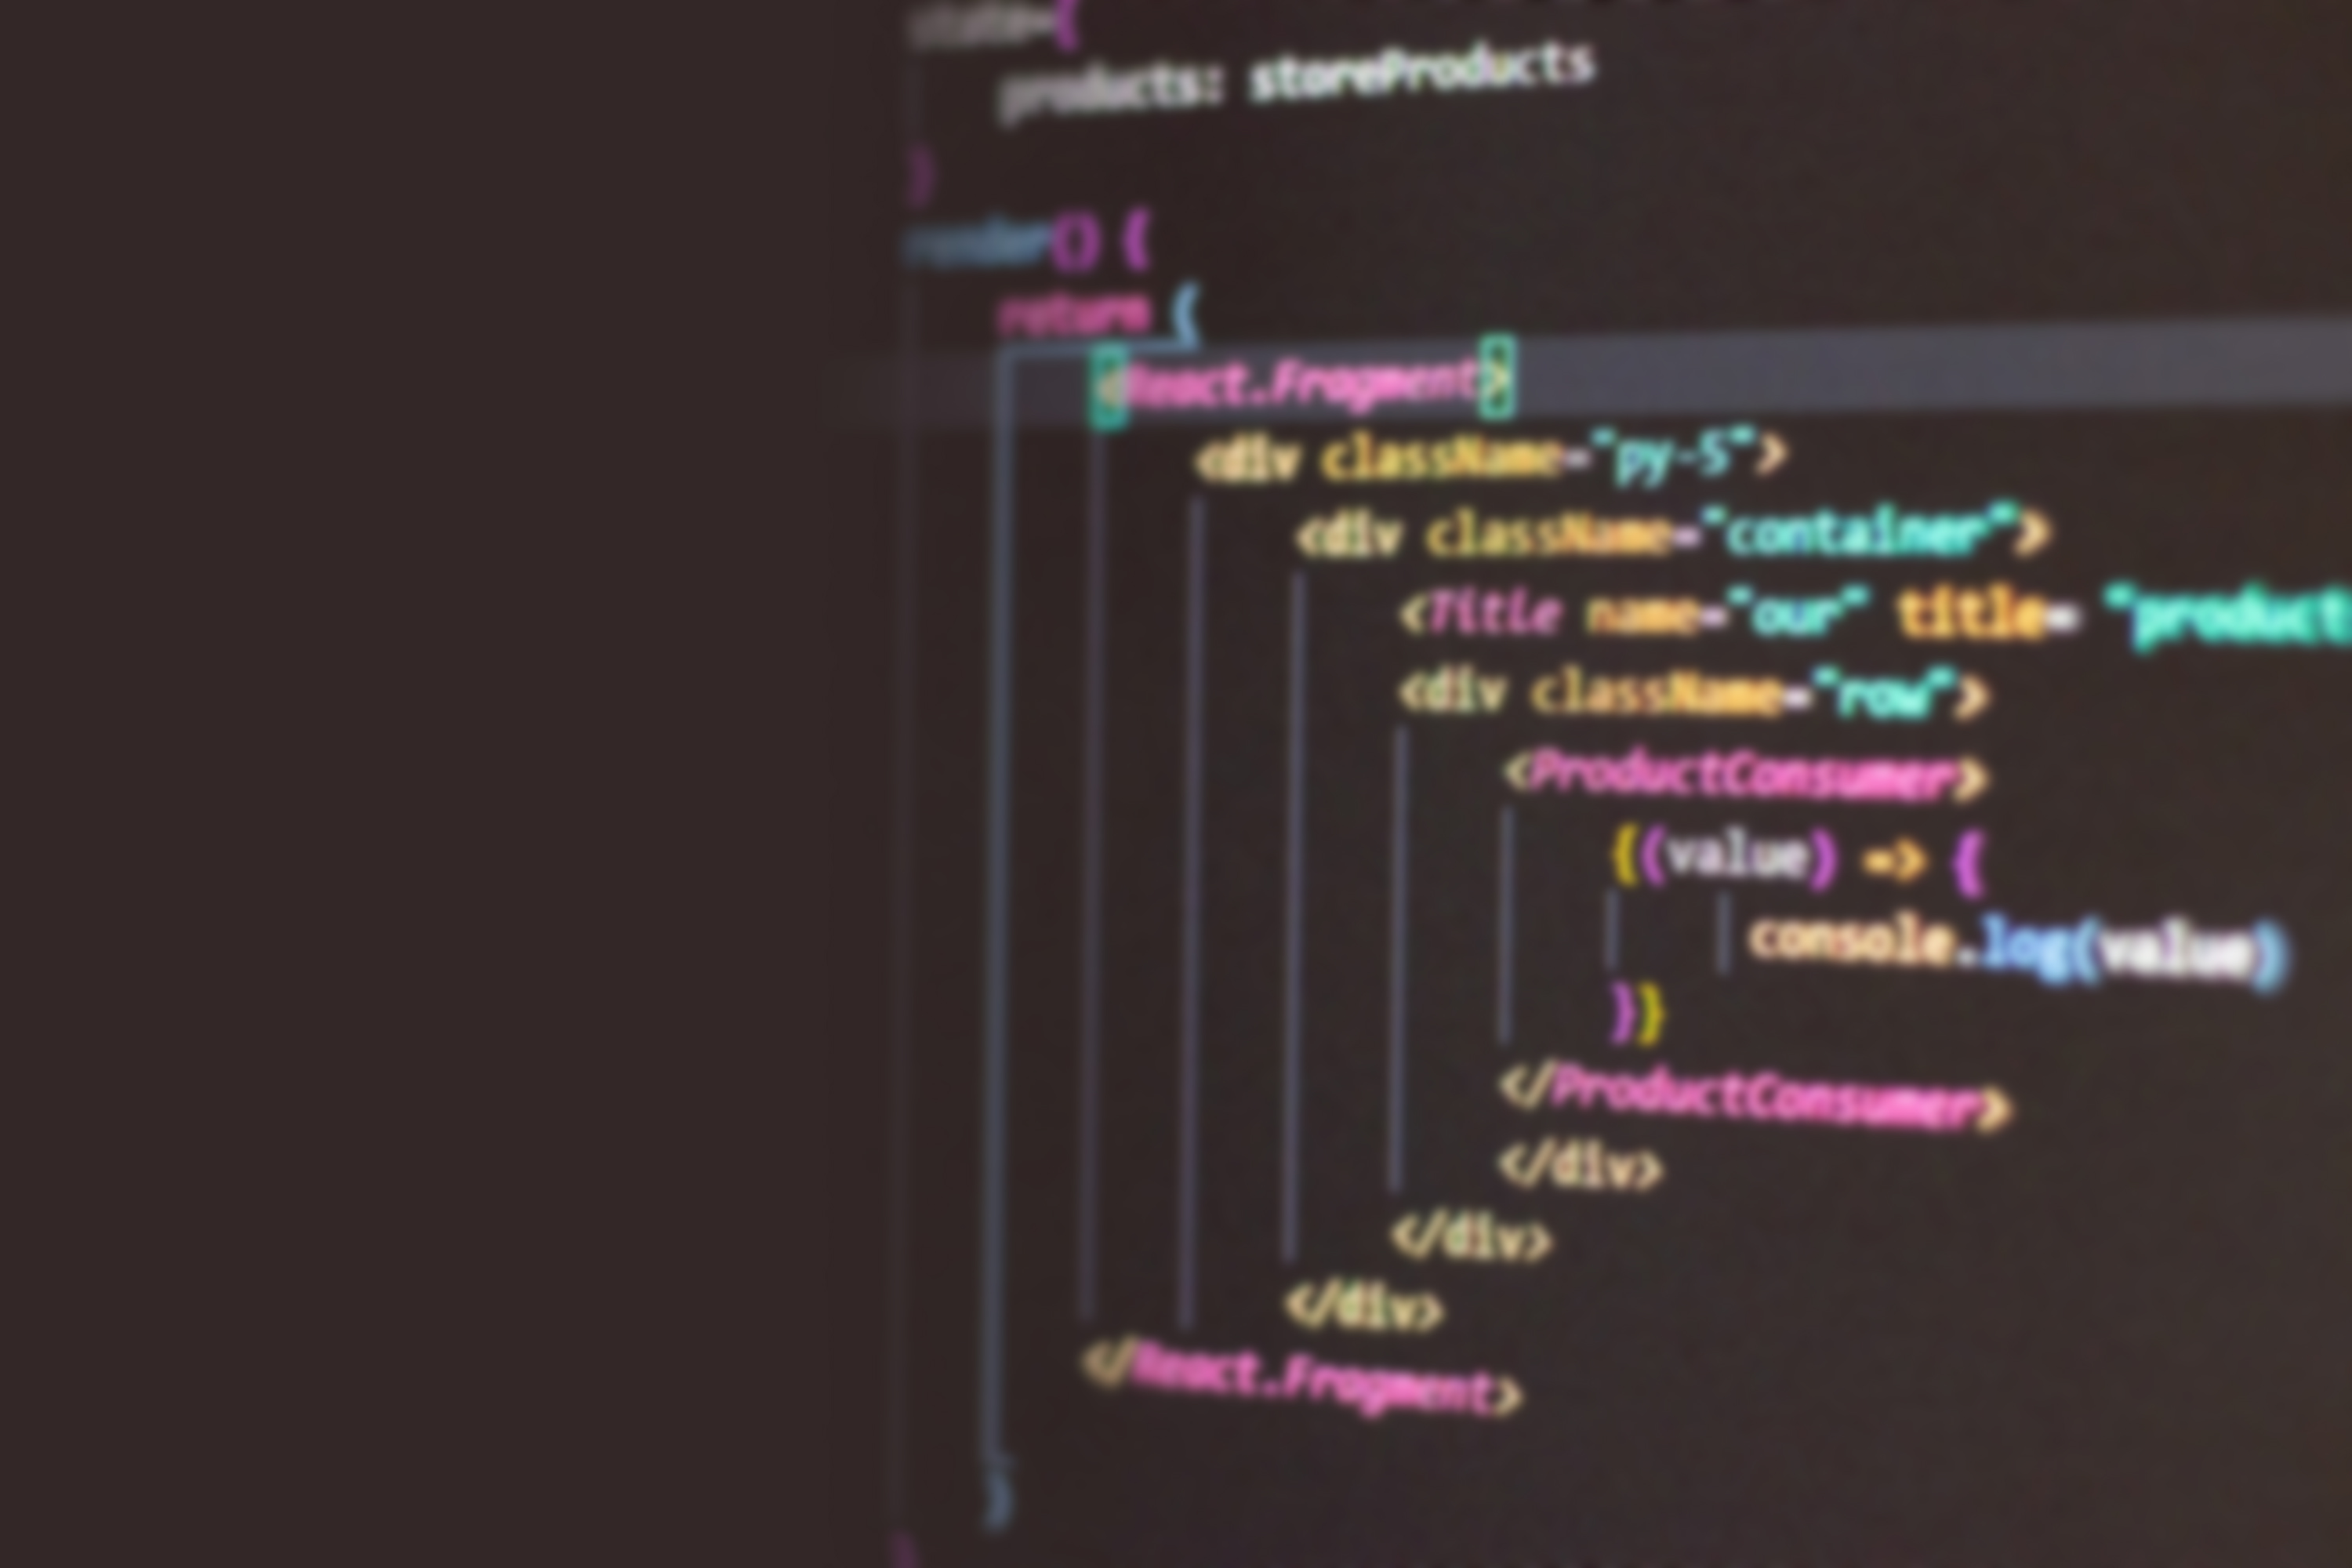 state={
products: storeProducts
}
render() {
return (
<React.Fragment>
<div className="py-5">
<div className="container">
<Title name="our" title= "product
<div className="row">
<ProductConsumer>
{(value) => {
console.log(value)
}}
</ProductConsumer>
</div>
</div>
</div>
</React.Fragment>
)
}